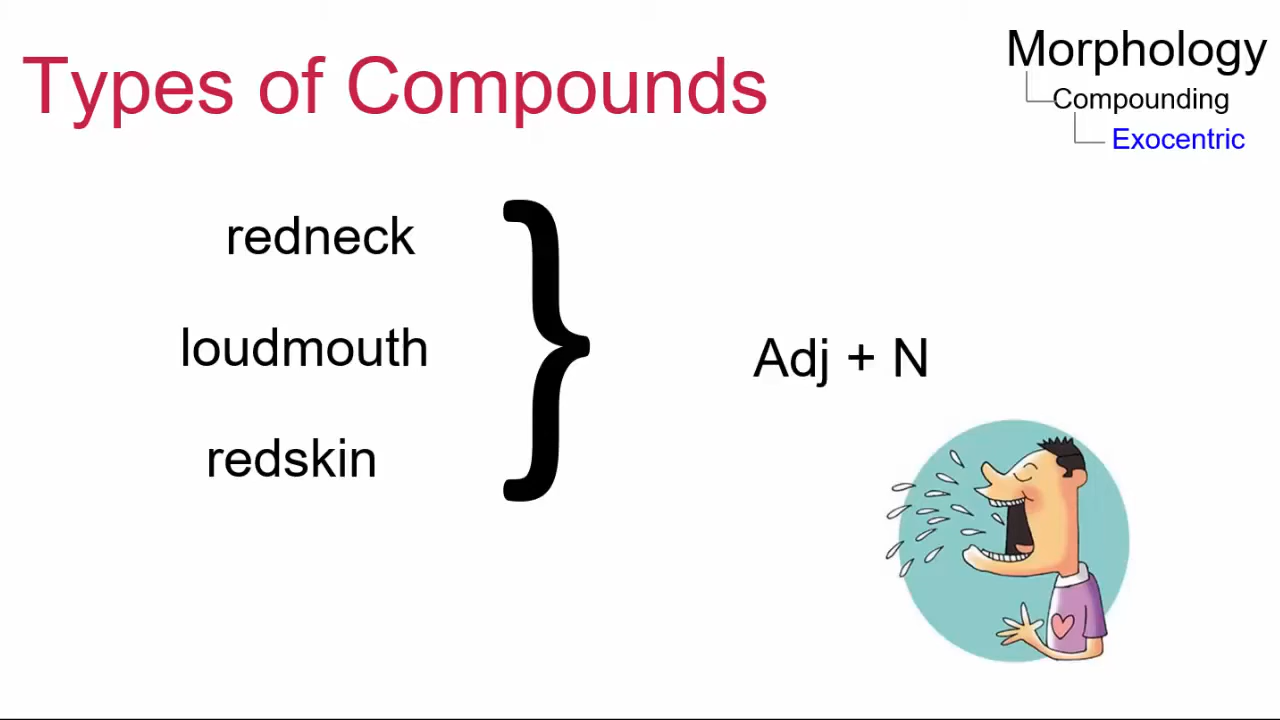 Types of Compounds
Morphology
Compounding
Exocentric
redneck
loudmouth
redskin
}
Adj + N